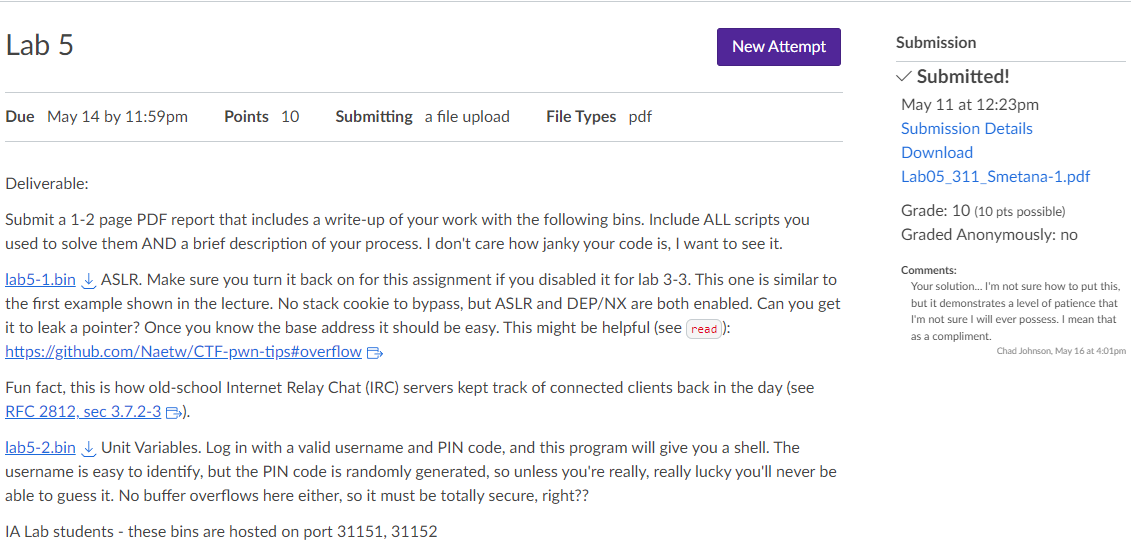 Lab 5
New Attempt
Due May 14 by 11:59pm Points 10 Submitting a file upload File Types pdf
Deliverable:
Submit a 1-2 page PDF report that includes a write-up of your work with the following bins. Include ALL scripts you
used to solve them AND a brief description of your process. I don't care how janky your code is, I want to see it.
lab5-1.bin ASLR. Make sure you turn it back on for this assignment if you disabled it for lab 3-3. This one is similar to
the first example shown in the lecture. No stack cookie to bypass, but ASLR and DEP/NX are both enabled. Can you get
it to leak a pointer? Once you know the base address it should be easy. This might be helpful (see read):
https://github.com/Naetw/CTF-pwn-tips#overflow
Fun fact, this is how old-school Internet Relay Chat (IRC) servers kept track of connected clients back in the day (see
RFC 2812, sec 3.7.2-3).
lab5-2.bin Unit Variables. Log in with a valid username and PIN code, and this program will give you a shell. The
username is easy to identify, but the PIN code is randomly generated, so unless you're really, really lucky you'll never be
able to guess it. No buffer overflows here either, so it must be totally secure, right??
IA Lab students - these bins are hosted on port 31151, 31152
Submission
Submitted!
May 11 at 12:23pm
Submission Details
Download
Lab05_311_Smetana-1.pdf
Grade: 10 (10 pts possible)
Graded Anonymously: no
Comments:
Your solution... I'm not sure how to put this,
but it demonstrates a level of patience that
I'm not sure I will ever possess. I mean that
as a compliment.
Chad Johnson, May 16 at 4:01pm